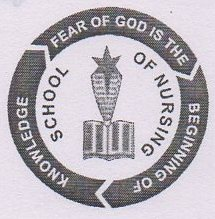 FEAR OF GOD IS THE
BEGINNING OF
KNOWLEDGE
SCHOOL
OF NURSING